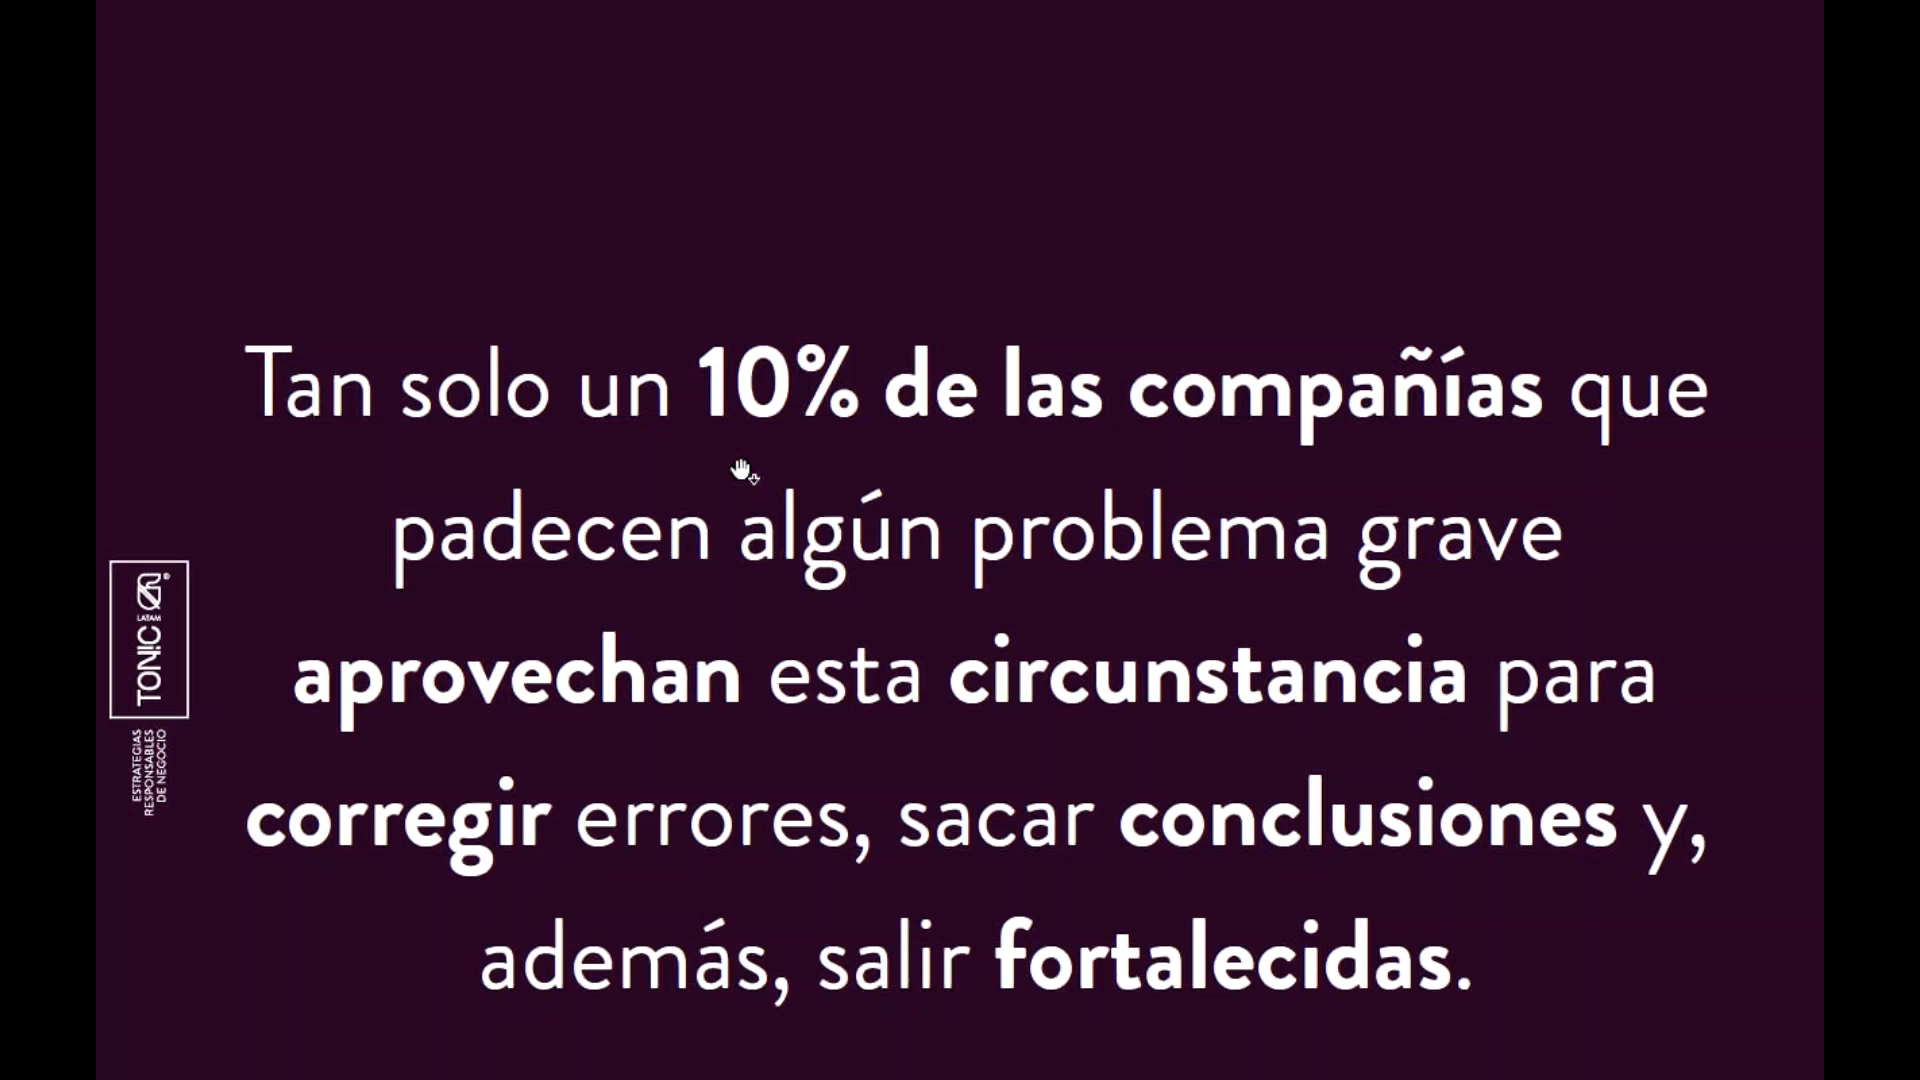 Tan solo un 10% de las compañías que
padecen algún problema grave
aprovechan esta circunstancia para
corregir errores, sacar conclusiones y,
además, salir fortalecidas.
TONIC LATAM ®
ESTRATEGIAS
RESPONSABLES
DE NEGOCIO